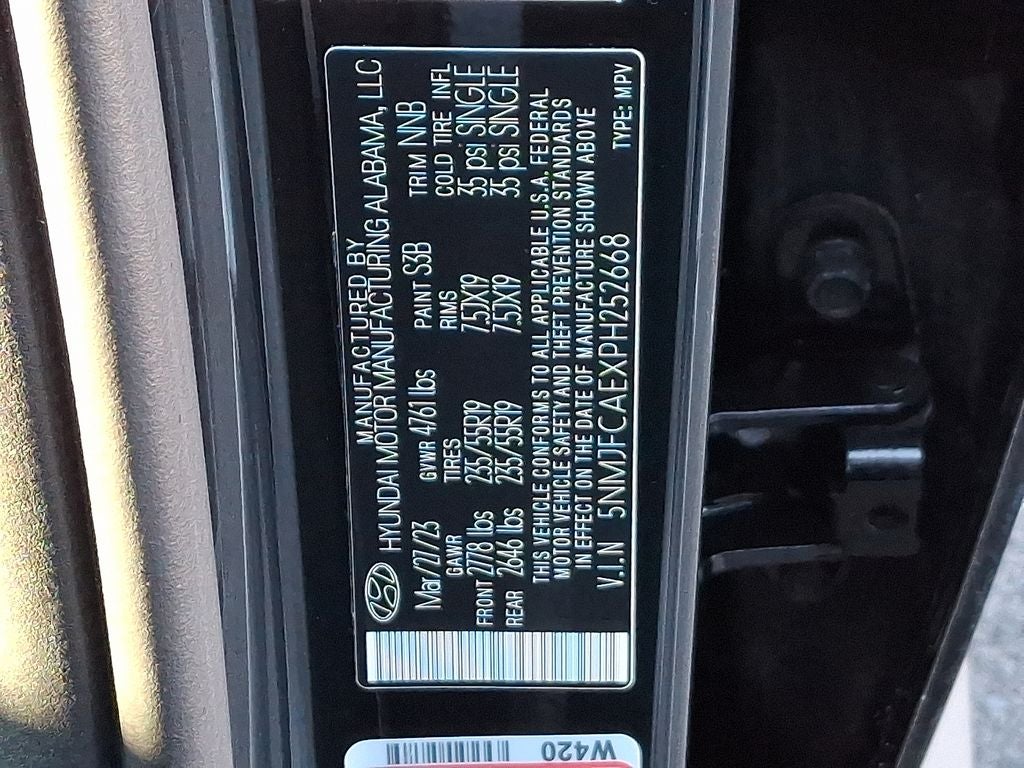 MANUFACTURED BY
HYUNDAI MOTOR MANUFACTURING ALABAMA, LLC
Mar/27/23 GVWR 4761 lbs PAINT S3B TRIM NNB
GAWR TIRES RIMS COLD TIRE INFL
FRONT 2778 lbs 235/55R19 7.5JX19 35 psi SINGLE
REAR 2646 lbs 235/55R19 7.5JX19 35 psi SINGLE
THIS VEHICLE CONFORMS TO ALL APPLICABLE U.S.A. FEDERAL
MOTOR VEHICLE SAFETY AND THEFT PREVENTION STANDARDS
IN EFFECT ON THE DATE OF MANUFACTURE SHOWN ABOVE
V.I.N 5NMJFCAEXPH252668 TYPE: MPV
W420